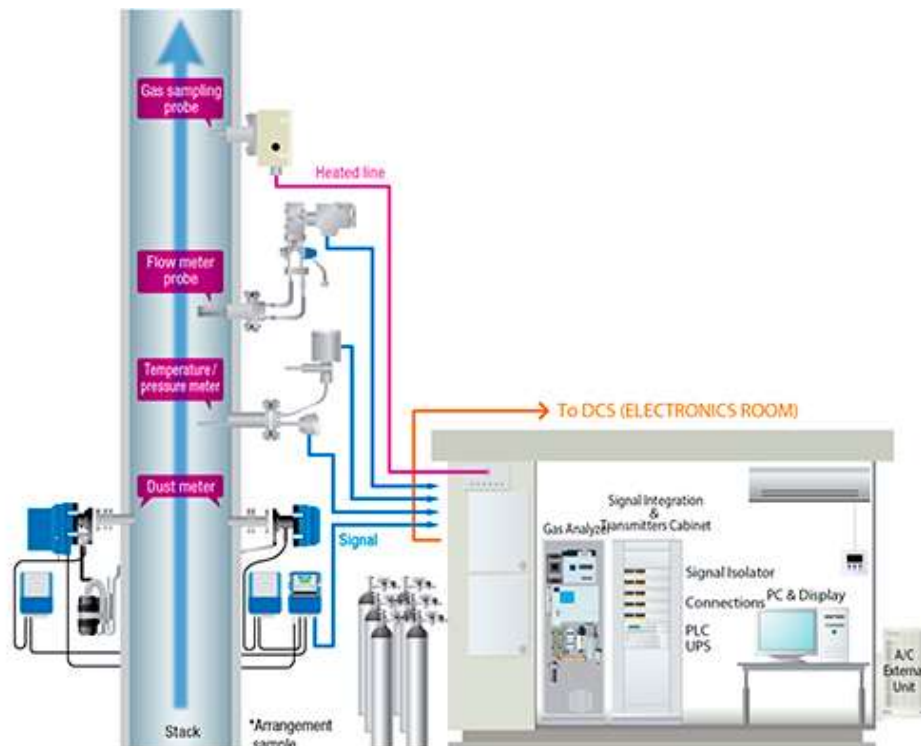 Gas sampling
probe
Heated line
Flow meter
probe
Temperature /
pressure meter
To DCS (ELECTRONICS ROOM)
Dust meter
Signal
Gas Analyzer
Signal Integration
&
Transmitters Cabinet
Signal Isolator
Connections
PLC
UPS
PC & Display
A/C
External
Unit
Stack
*Arrangement
sample